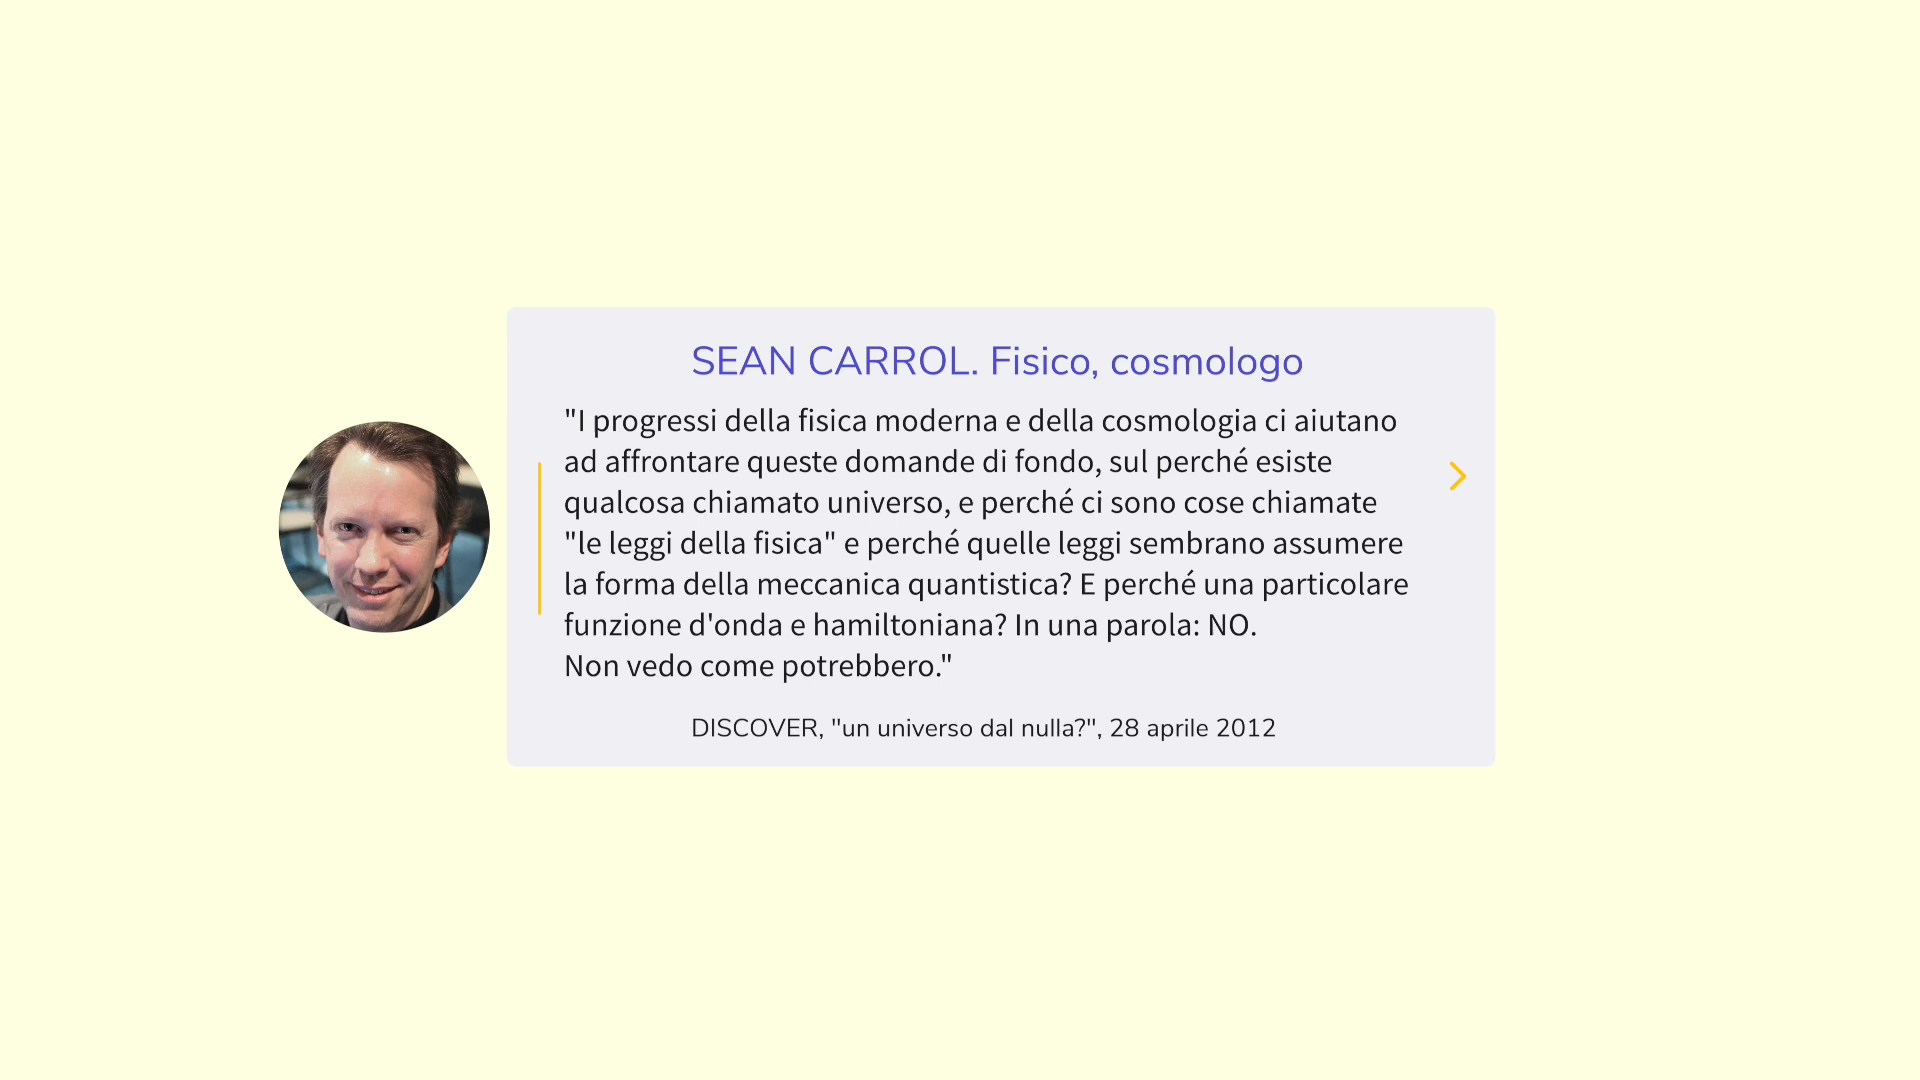 SEAN CARROL. Fisico, cosmologo
"I progressi della fisica moderna e della cosmologia ci aiutano
ad affrontare queste domande di fondo, sul perché esiste
qualcosa chiamato universo, e perché ci sono cose chiamate
"le leggi della fisica" e perché quelle leggi sembrano assumere
la forma della meccanica quantistica? E perché una particolare
funzione d'onda e hamiltoniana? In una parola: NO.
Non vedo come potrebbero."
DISCOVER, "un universo dal nulla?", 28 aprile 2012